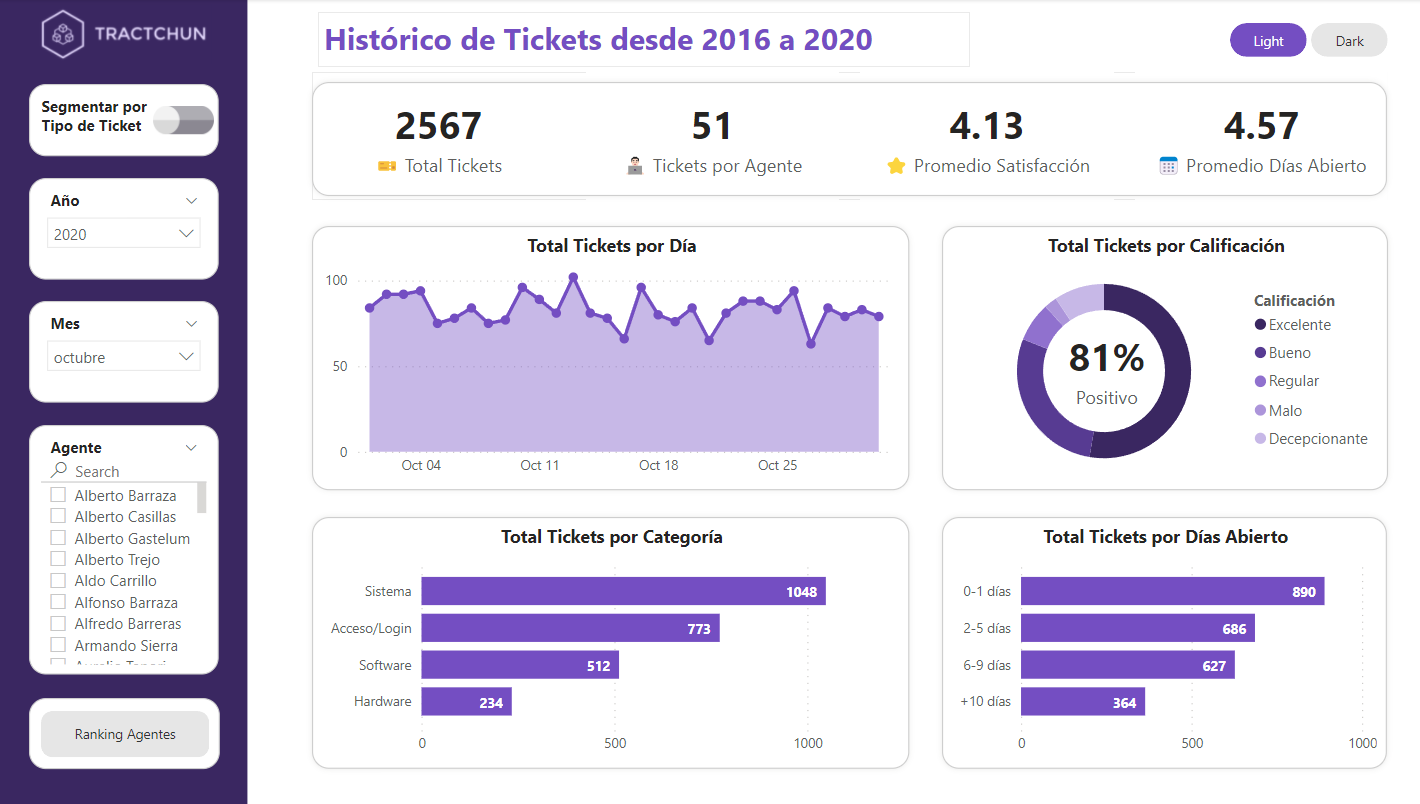 TRACTCHUN
Segmentar por
Tipo de Ticket
Año
2020
Mes
octubre
Agente
Search
Alberto Barraza
Alberto Casillas
Alberto Gastelum
Alberto Trejo
Aldo Carrillo
Alfonso Barraza
Alfredo Barreras
Armando Sierra
Ranking Agentes
Histórico de Tickets desde 2016 a 2020
Light
Dark
2567
Total Tickets
51
Tickets por Agente
4.13
Promedio Satisfacción
4.57
Promedio Días Abierto
Total Tickets por Día
100
50
0
Oct 04 Oct 11 Oct 18 Oct 25
Total Tickets por Calificación
81%
Positivo
Calificación
Excelente
Bueno
Regular
Malo
Decepcionante
Total Tickets por Categoría
Sistema 1048
Acceso/Login 773
Software 512
Hardware 234
0 500 1000
Total Tickets por Días Abierto
0-1 días 890
2-5 días 686
6-9 días 627
+10 días 364
0 500 1000